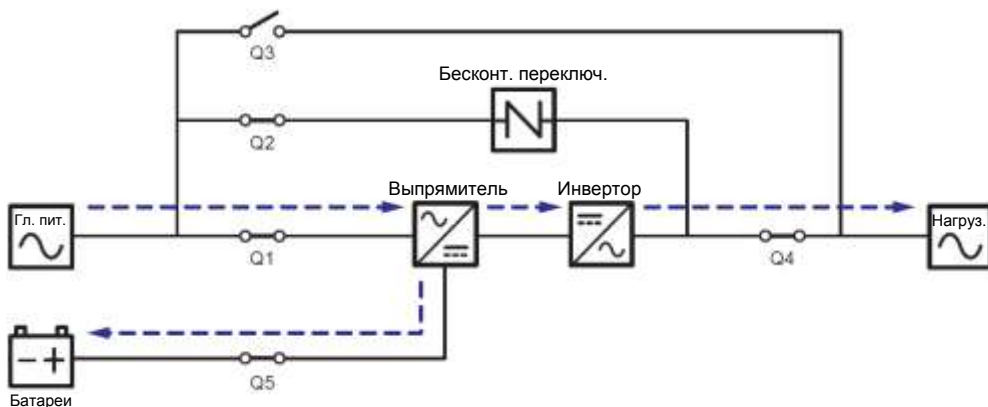 Q3
Бесконт. переключ.
Q2
Выпрямитель
Инвертор
Гл. пит.
Нагруз.
Q1
Q4
Q5
Батареи